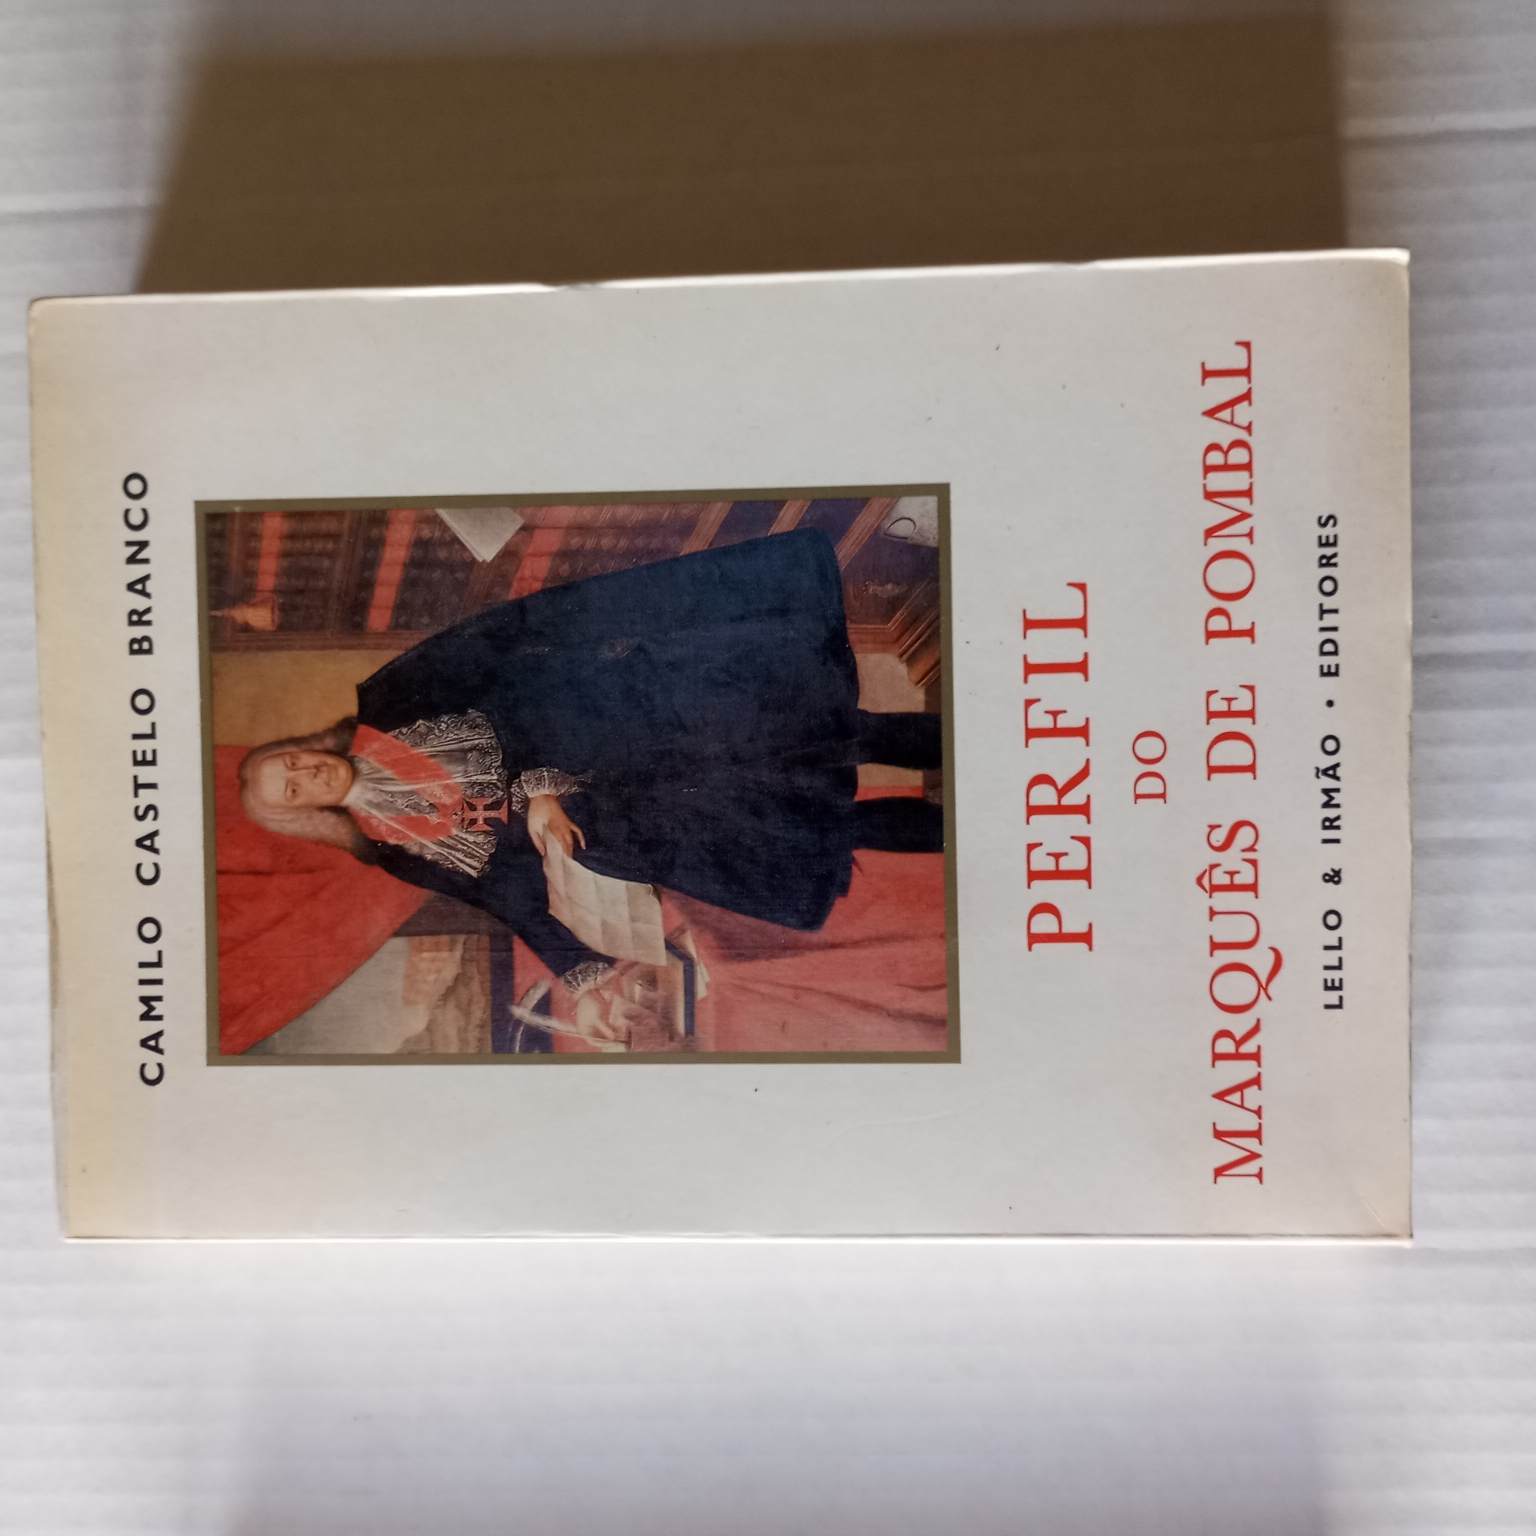 CAMILO CASTELO BRANCO
PERFIL
DO
MARQUÊS DE POMBAL
LELLO & IRMÃO • EDITORES